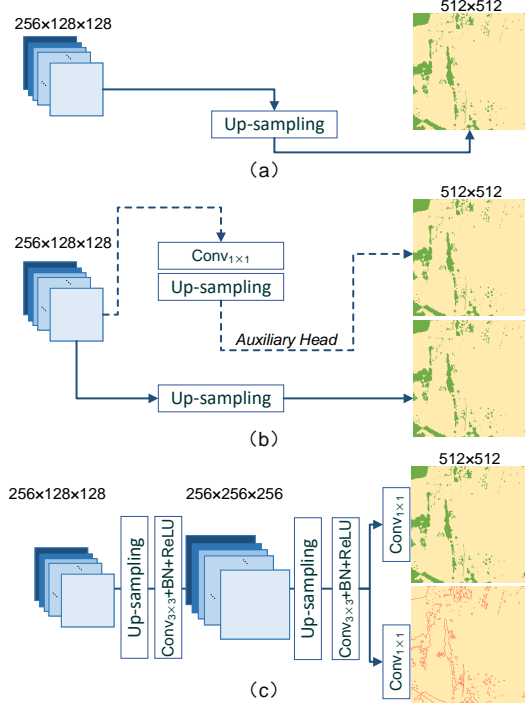 512×512
256×128×128
Up-sampling
(a)
512×512
256×128×128
Conv1×1
Up-sampling
Auxiliary Head
Up-sampling
(b)
512×512
256×128×128
256×256×256
Up-sampling
Conv3×3+BN+ReLU
Up-sampling
Conv3×3+BN+ReLU
Conv1×1
Conv1×1
(c)